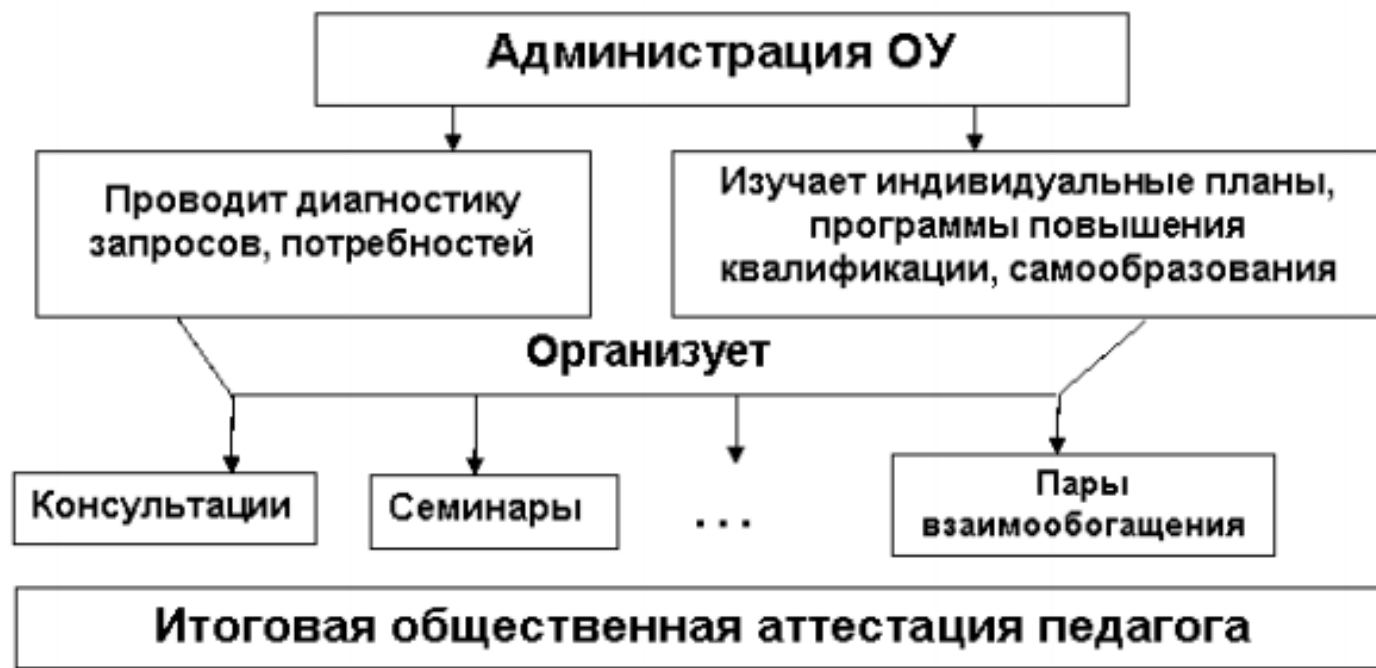 Администрация ОУ
Проводит диагностику
запросов, потребностей
Изучает индивидуальные планы,
программы повышения
квалификации, самообразования
Организует
Консультации
Семинары
...
Пары
взаимообогащения
Итоговая общественная аттестация педагога